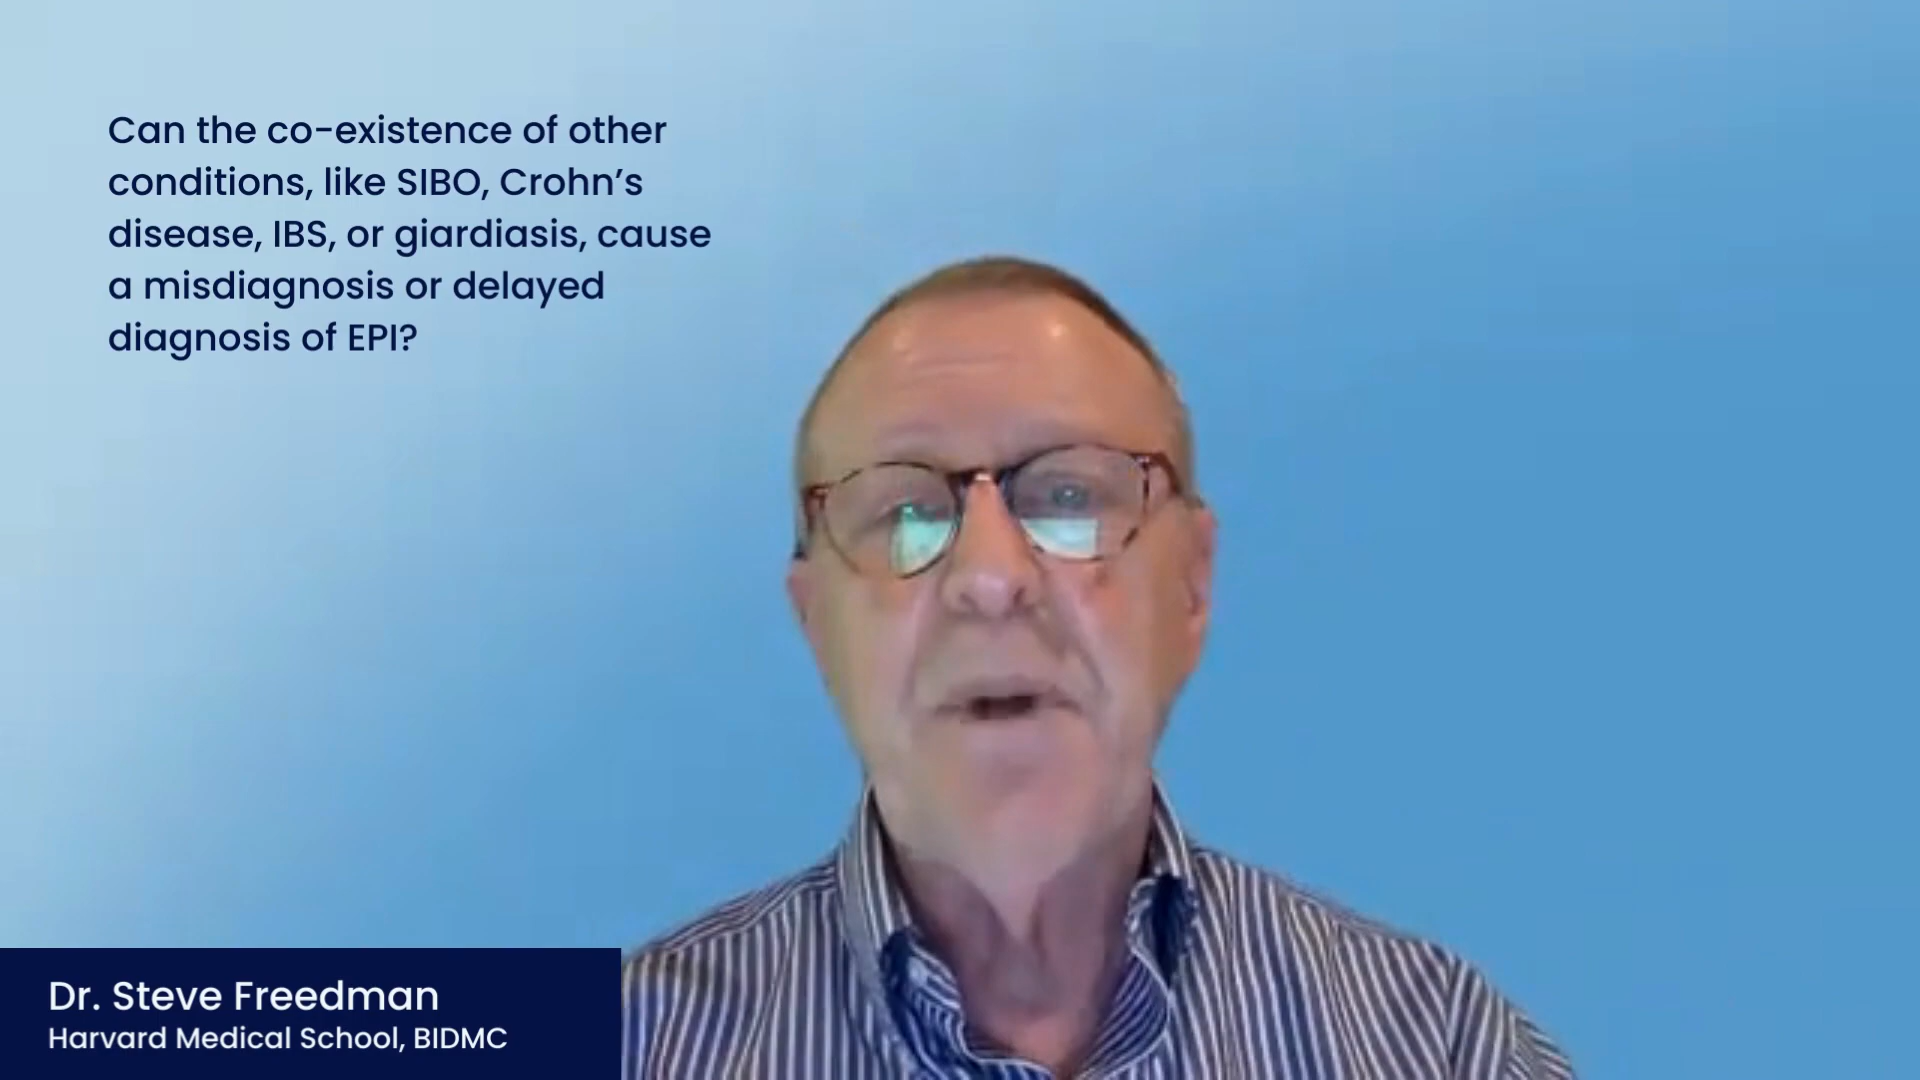 Can the co-existence of other
conditions, like SIBO, Crohn’s
disease, IBS, or giardiasis, cause
a misdiagnosis or delayed
diagnosis of EPI?
Dr. Steve Freedman
Harvard Medical School, BIDMC